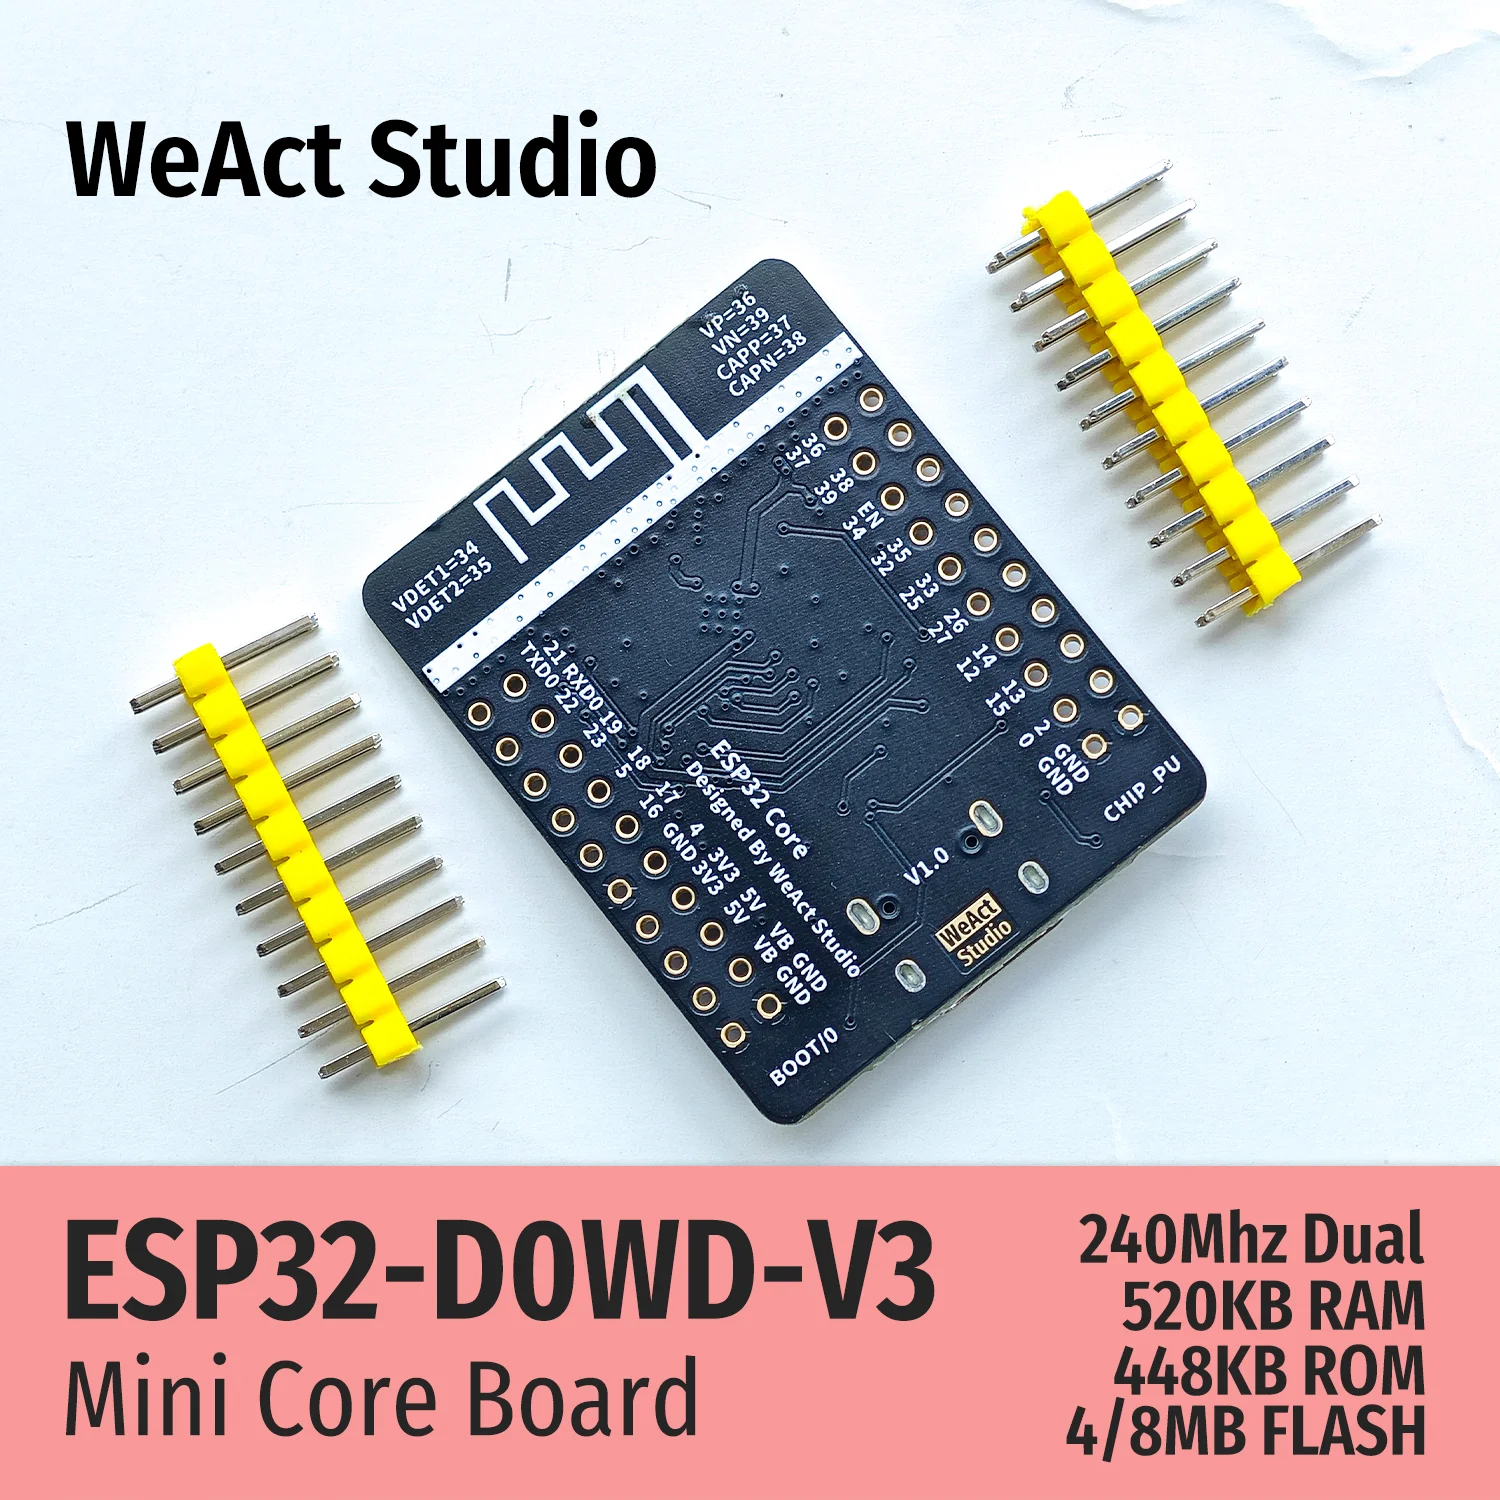 WeAct Studio
VP=36
VN=39
CAPP=37
CAPN=38
VDET1=34
VDET2=35
36 38 EN 35 33 26 14 13 2 GND
37 39 34 32 25 27 12 15 0 GND
CHIP_PU
21 RXD0 19 18 17 4 3V3 5V VB GND
TXD0 22 23 5 16 GND 3V3 5V VB GND
ESP32 Core
Designed By WeAct Studio
V1.0
WeAct
Studio
BOOT/0
ESP32-D0WD-V3
Mini Core Board
240Mhz Dual
520KB RAM
448KB ROM
4/8MB FLASH